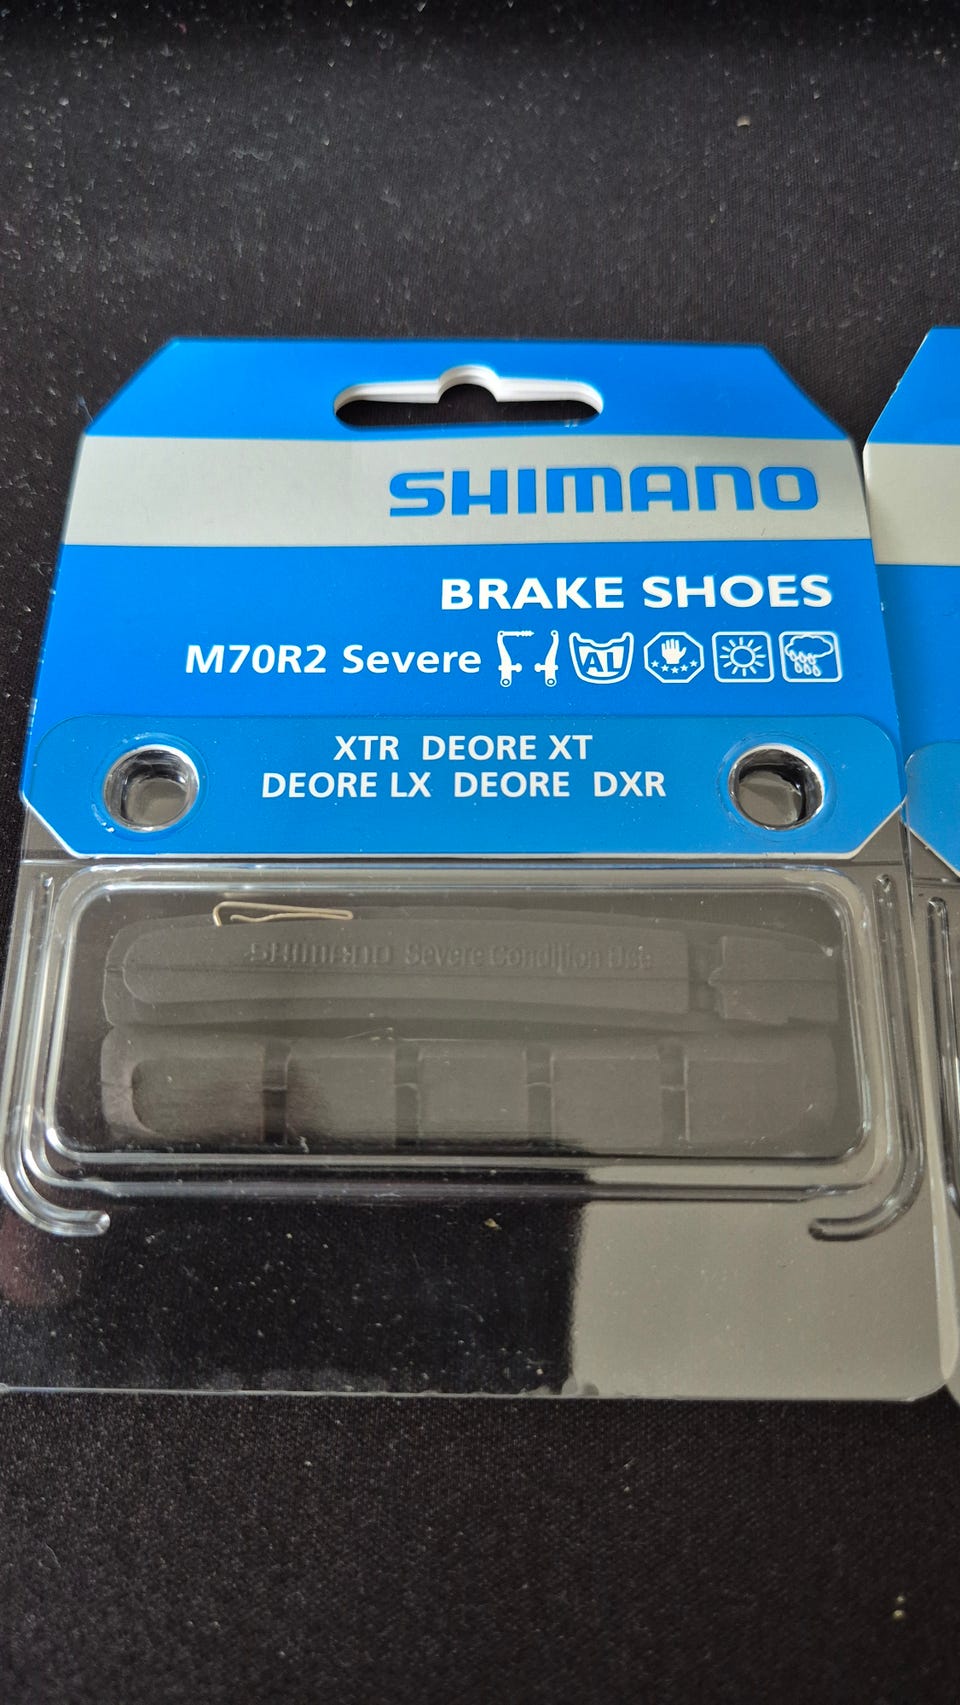 SHIMANO
BRAKE SHOES
M70R2 Severe AL
XTR DEORE XT
DEORE LX DEORE DXR
SHIMANO Severe Condition Use